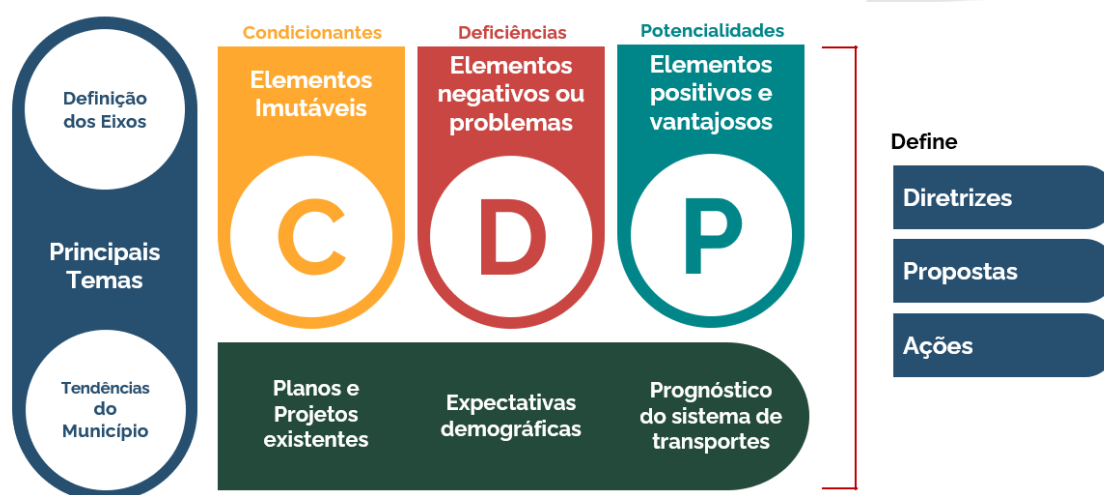 Definição
dos Eixos
Principais
Temas
Tendências
do
Município
Condicionantes
Elementos
Imutáveis
C
Deficiências
Elementos
negativos ou
problemas
D
Potencialidades
Elementos
positivos e
vantajosos
P
Planos e
Projetos
existentes
Expectativas
demográficas
Prognóstico
do sistema de
transportes
Define
Diretrizes
Propostas
Ações